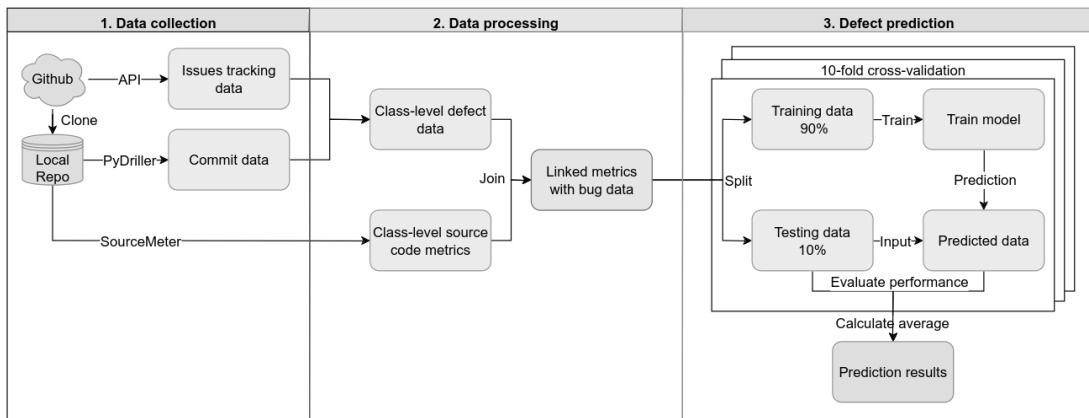 1. Data collection
2. Data processing
3. Defect prediction
Github
API
Issues tracking
data
Clone
Local
Repo
PyDriller
Commit data
SourceMeter
Class-level defect
data
Class-level source
code metrics
Join
Linked metrics
with bug data
Split
10-fold cross-validation
Training data
90%
Train
Train model
Prediction
Testing data
10%
Input
Predicted data
Evaluate performance
Calculate average
Prediction results